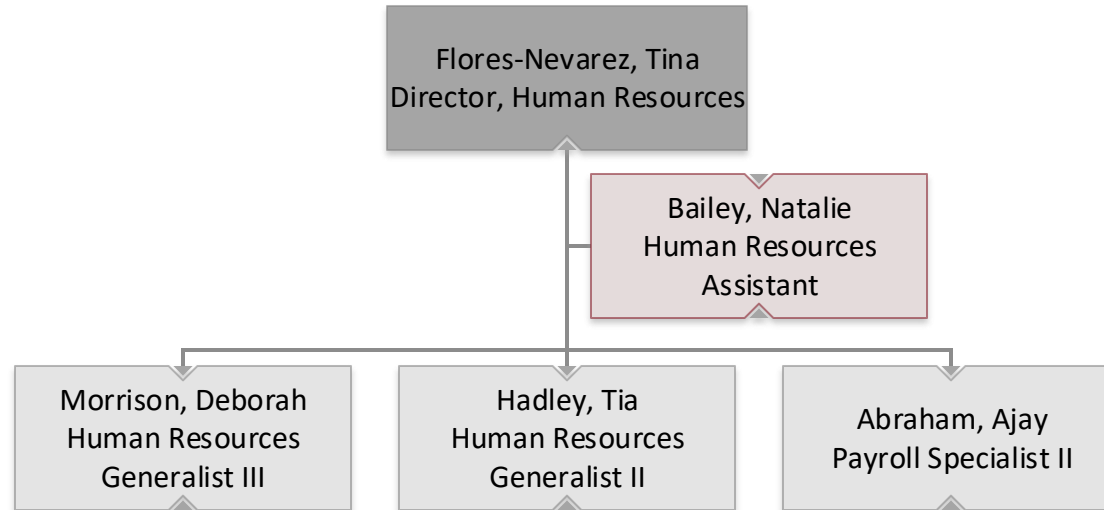 Flores-Nevarez, Tina
Director, Human Resources
Bailey, Natalie
Human Resources
Assistant
Morrison, Deborah
Human Resources
Generalist III
Hadley, Tia
Human Resources
Generalist II
Abraham, Ajay
Payroll Specialist II